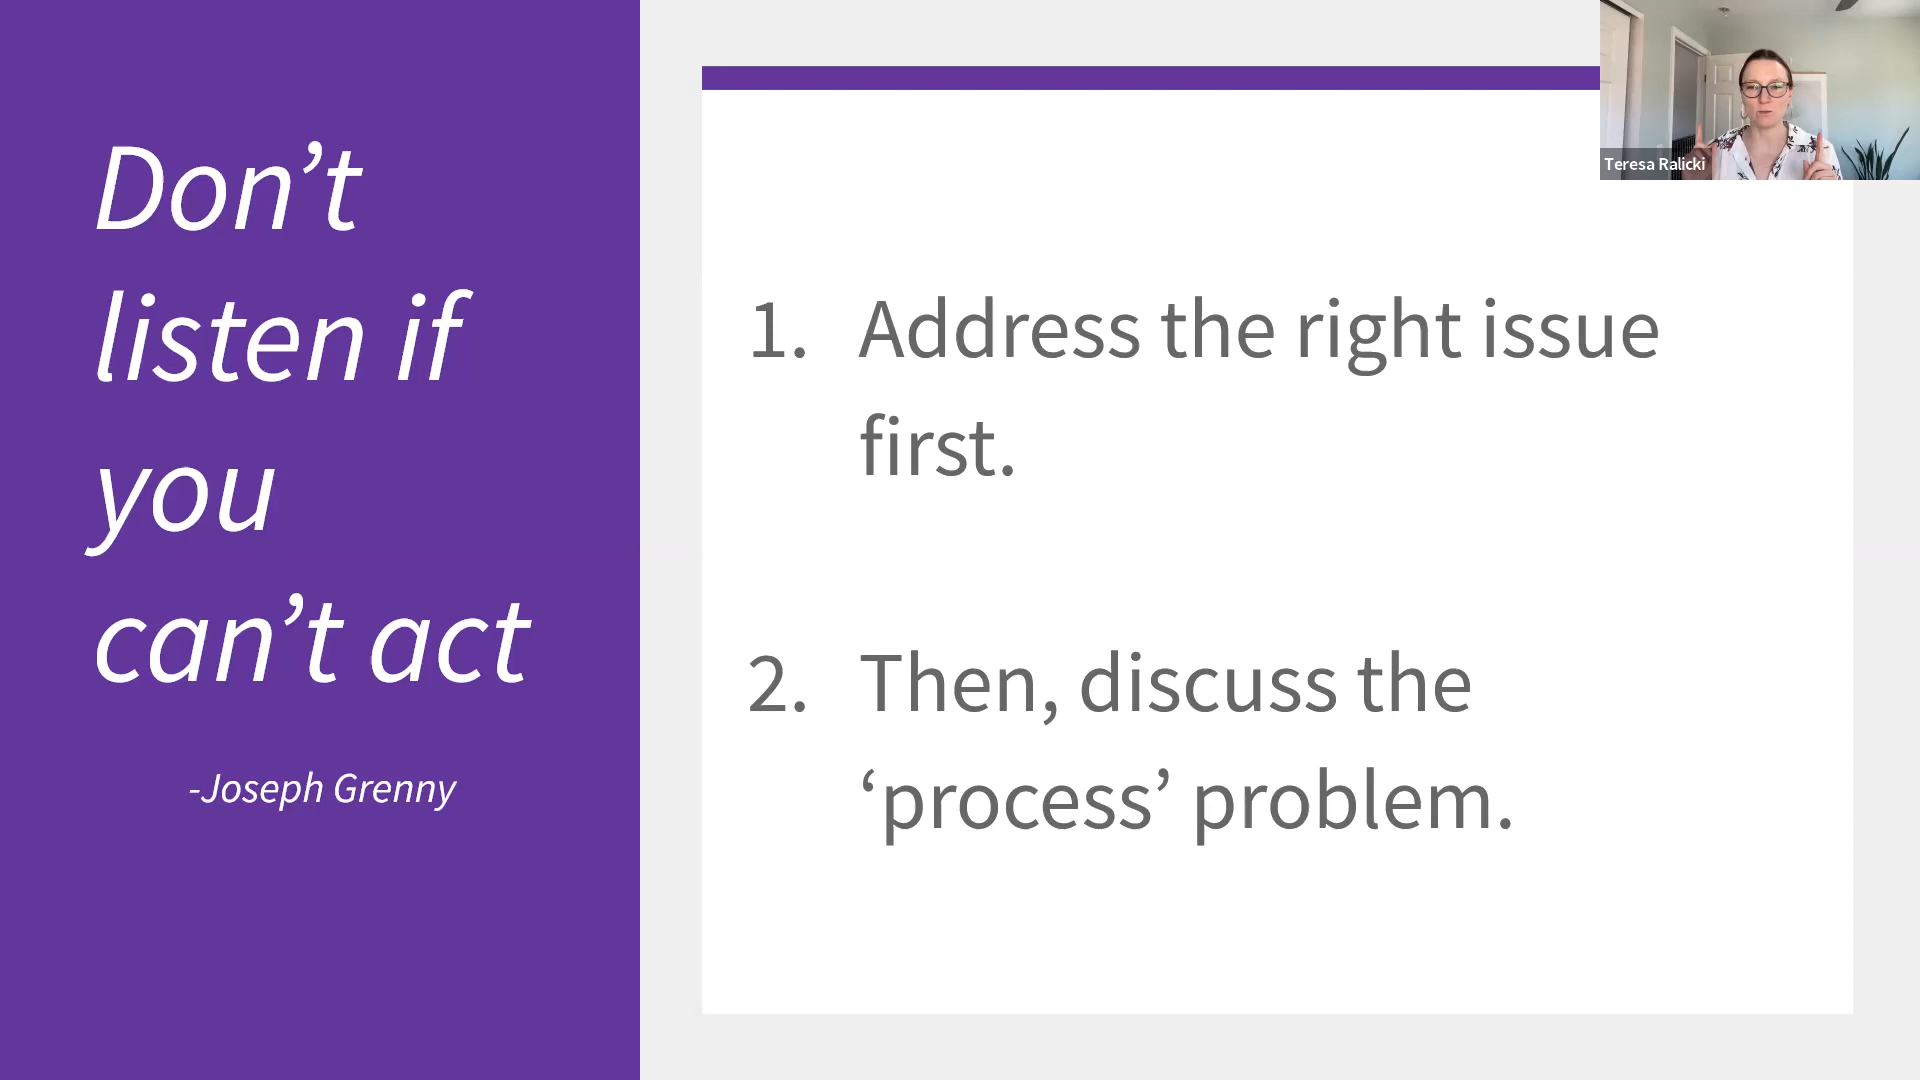 Don’t
listen if
you
can’t act
-Joseph Grenny
1. Address the right issue
first.
2. Then, discuss the
‘process’ problem.
Teresa Ralicki